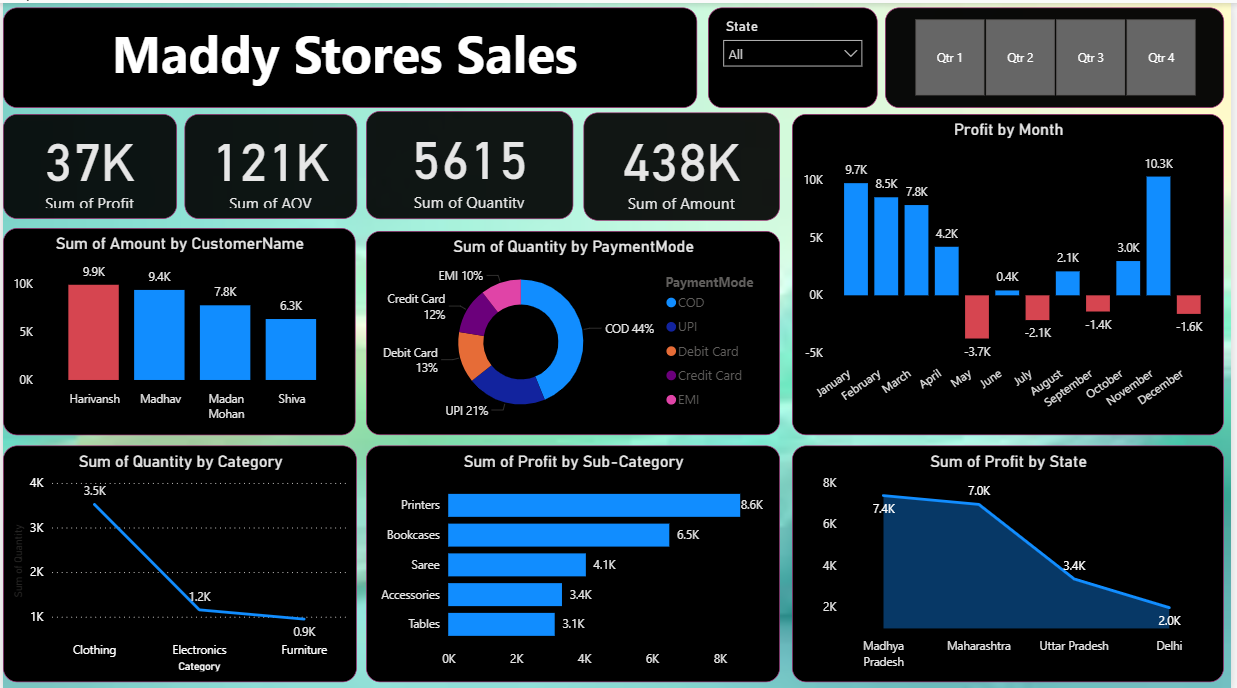 Maddy Stores Sales
State
All
Qtr 1
Qtr 2
Qtr 3
Qtr 4
37K
Sum of Profit
121K
Sum of AOV
5615
Sum of Quantity
438K
Sum of Amount
Profit by Month
10K
5K
0K
-5K
9.7K
8.5K
7.8K
4.2K
-3.7K
0.4K
-2.1K
2.1K
-1.4K
3.0K
10.3K
-1.6K
January
February
March
April
May
June
July
August
September
October
November
December
Sum of Amount by CustomerName
10K
5K
0K
9.9K
9.4K
7.8K
6.3K
Harivansh
Madhav
Madan
Mohan
Shiva
Sum of Quantity by PaymentMode
EMI 10%
Credit Card
12%
Debit Card
13%
UPI 21%
COD 44%
PaymentMode
COD
UPI
Debit Card
Credit Card
EMI
Sum of Quantity by Category
Sum of Quantity
4K
3K
2K
1K
3.5K
1.2K
0.9K
Clothing
Electronics
Furniture
Category
Sum of Profit by Sub-Category
Printers
8.6K
Bookcases
6.5K
Saree
4.1K
Accessories
3.4K
Tables
3.1K
0K
2K
4K
6K
8K
Sum of Profit by State
8K
6K
4K
2K
7.4K
7.0K
3.4K
2.0K
Madhya
Pradesh
Maharashtra
Uttar Pradesh
Delhi